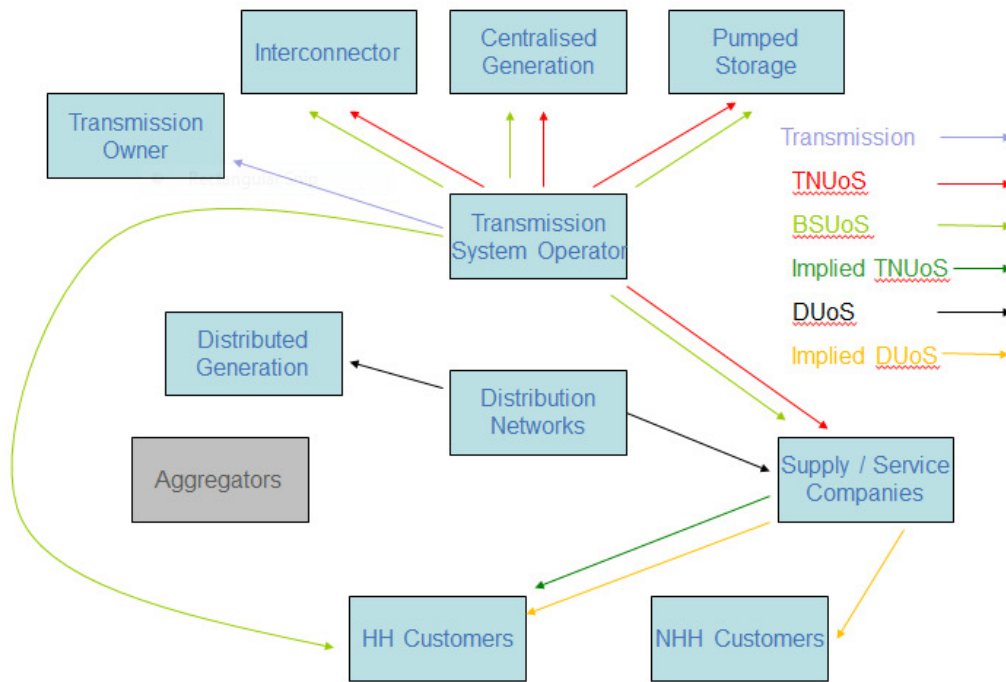 Interconnector
Centralised
Generation
Pumped
Storage
Transmission
Owner
Transmission
TNUoS
BSUoS
Implied TNUoS
DUoS
Implied DUoS
Transmission
System Operator
Distributed
Generation
Distribution
Networks
Aggregators
Supply / Service
Companies
HH Customers
NHH Customers